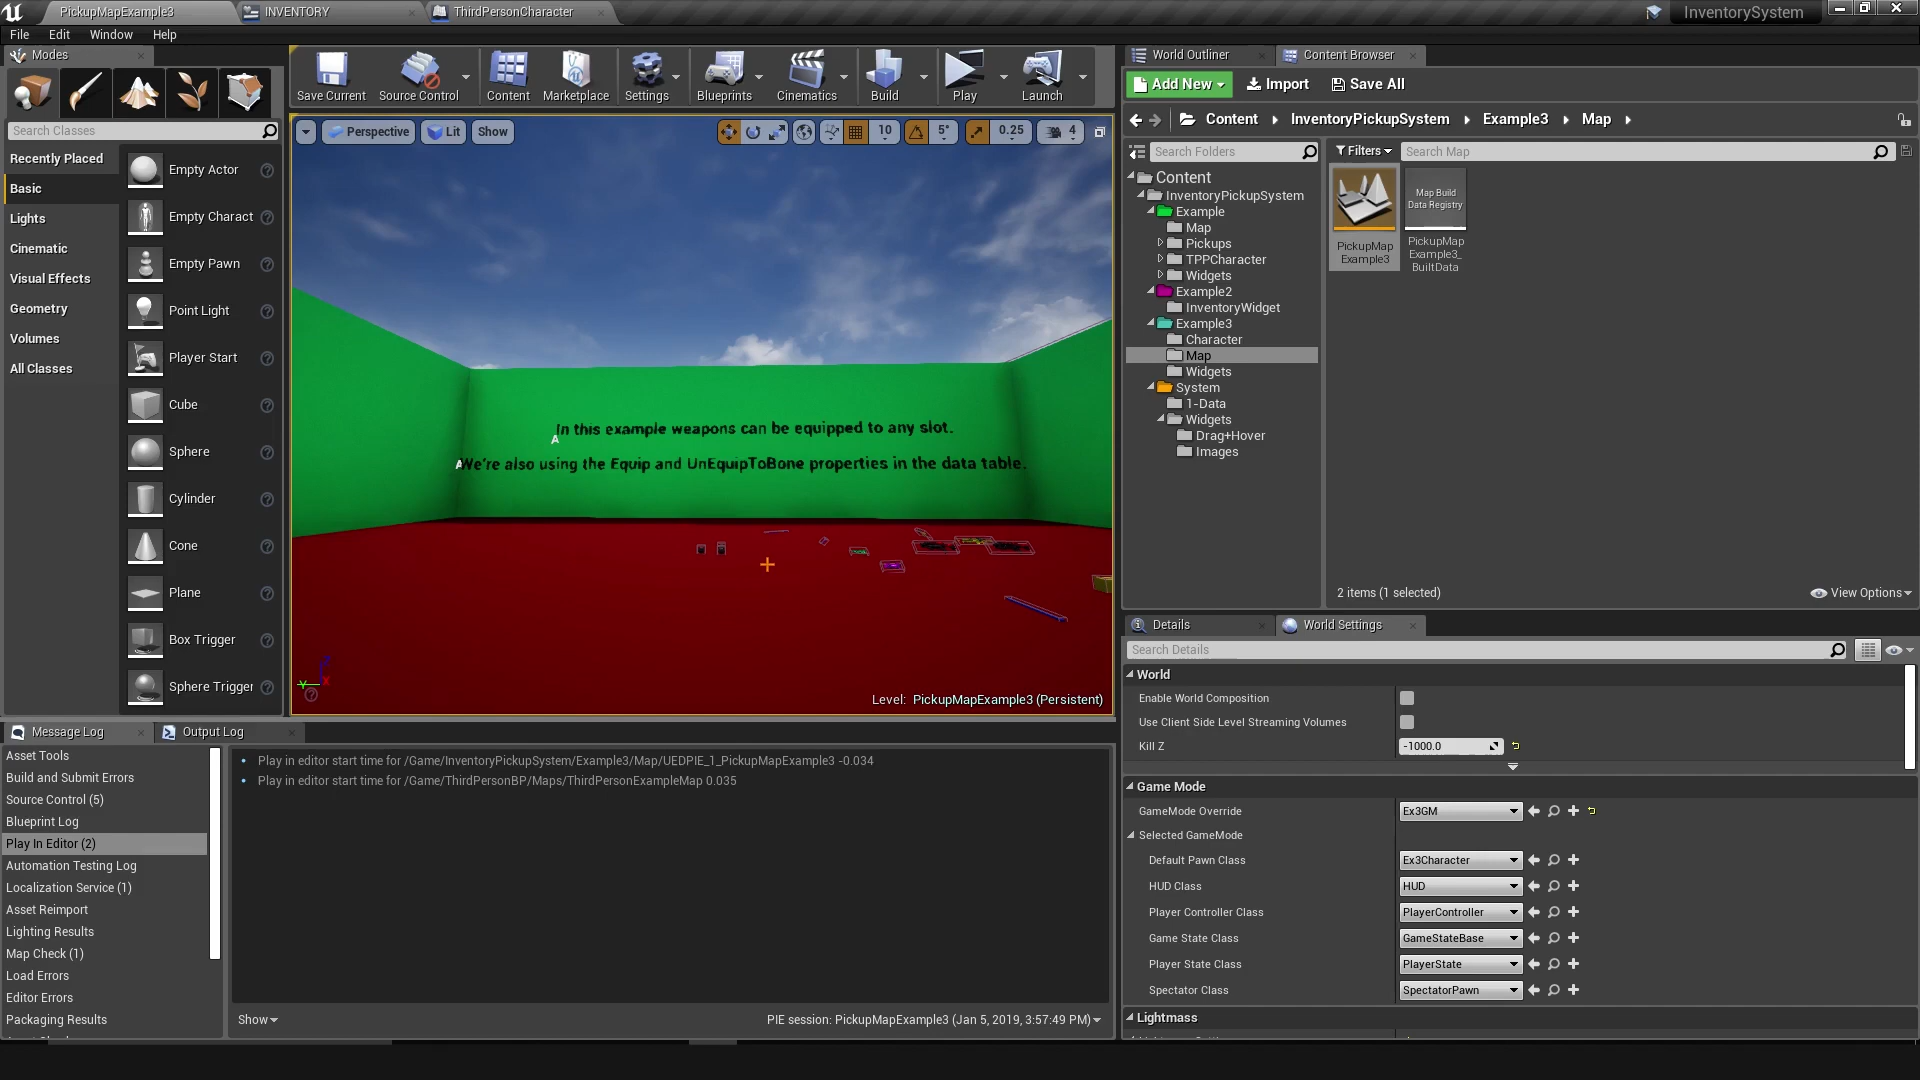 PickupMapExample3
INVENTORY
ThirdPersonCharacter
InventorySystem
File
Edit
Window
Help
Modes
Search Classes
Recently Placed
Basic
Lights
Cinematic
Visual Effects
Geometry
Volumes
All Classes
Empty Actor
Empty Charact
Empty Pawn
Point Light
Player Start
Cube
Sphere
Cylinder
Cone
Plane
Box Trigger
Sphere Trigger
Save Current
Source Control
Content
Marketplace
Settings
Blueprints
Cinematics
Build
Play
Launch
Perspective
Lit
Show
10
5°
0.25
4
In this example weapons can be equipped to any slot.
We're also using the Equip and UnEquipToBone properties in the data table.
Level: PickupMapExample3 (Persistent)
World Outliner
Content Browser
Add New
Import
Save All
Content
InventoryPickupSystem
Example3
Map
Search Folders
Filters
Search Map
Content
InventoryPickupSystem
Example
Map
Pickups
TPPCharacter
Widgets
Example2
InventoryWidget
Example3
Character
Map
Widgets
System
1-Data
Widgets
Drag+Hover
Images
PickupMap
Example3
Map Build
Data Registry
PickupMap
Example3_
BuiltData
2 items (1 selected)
View Options
Details
World Settings
Search Details
World
Enable World Composition
Use Client Side Level Streaming Volumes
Kill Z
-1000.0
Game Mode
GameMode Override
Ex3GM
Selected GameMode
Default Pawn Class
Ex3Character
HUD Class
HUD
Player Controller Class
PlayerController
Game State Class
GameStateBase
Player State Class
PlayerState
Spectator Class
SpectatorPawn
Lightmass
Message Log
Output Log
Asset Tools
Build and Submit Errors
Source Control (5)
Blueprint Log
Play In Editor (2)
Automation Testing Log
Localization Service (1)
Asset Reimport
Lighting Results
Map Check (1)
Load Errors
Editor Errors
Packaging Results
Play in editor start time for /Game/InventoryPickupSystem/Example3/Map/UEDPIE_1_PickupMapExample3 -0.034
Play in editor start time for /Game/ThirdPersonBP/Maps/ThirdPersonExampleMap 0.035
Show
PIE session: PickupMapExample3 (Jan 5, 2019, 3:57:49 PM)